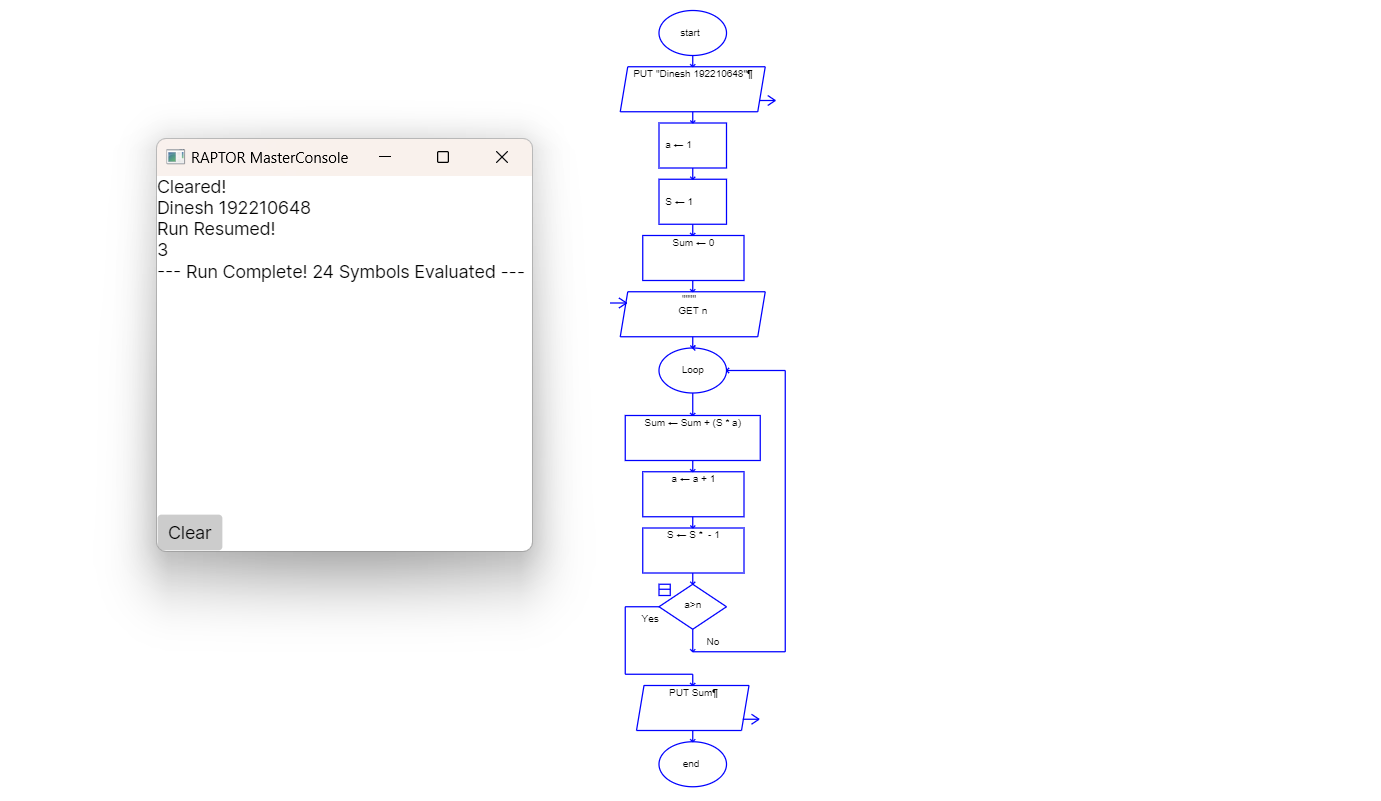 RAPTOR MasterConsole
Cleared!
Dinesh 192210648
Run Resumed!
3
--- Run Complete! 24 Symbols Evaluated ---
Clear
start
PUT "Dinesh 192210648"¶
a ← 1
S ← 1
Sum ← 0
""""
GET n
Loop
Sum ← Sum + (S * a)
a ← a + 1
S ← S * - 1
a>n
Yes
No
PUT Sum¶
end